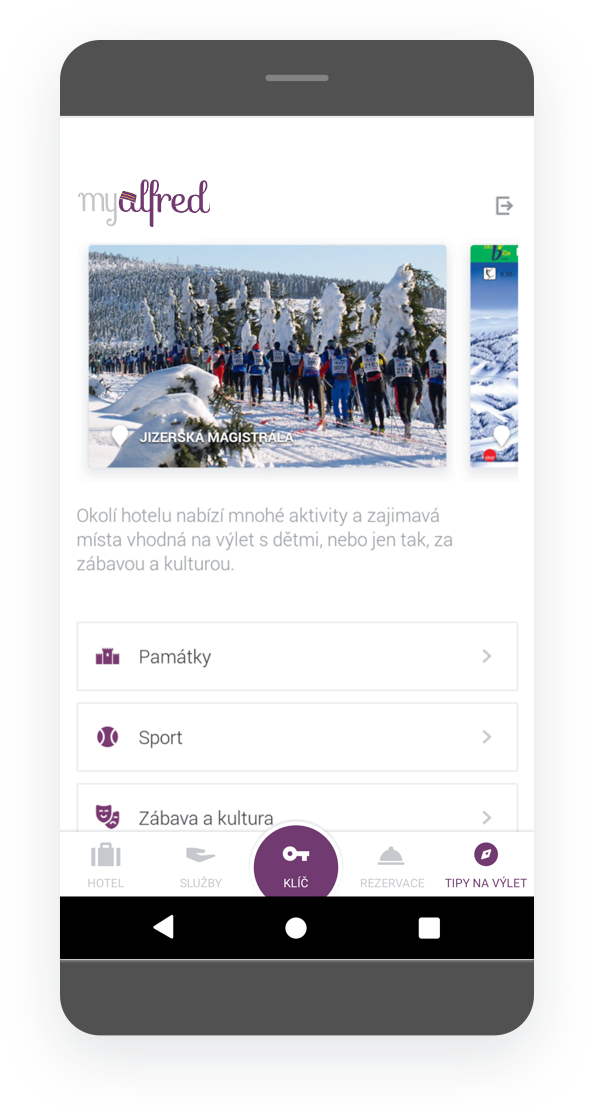 myalfred
JIZERSKÁ MAGISTRÁLA
Okolí hotelu nabízí mnohé aktivity a zajimavá
místa vhodná na výlet s dětmi, nebo jen tak, za
zábavou a kulturou.
Památky
Sport
Zábava a kultura
HOTEL
SLUŽBY
KLÍČ
REZERVACE
TIPY NA VÝLET